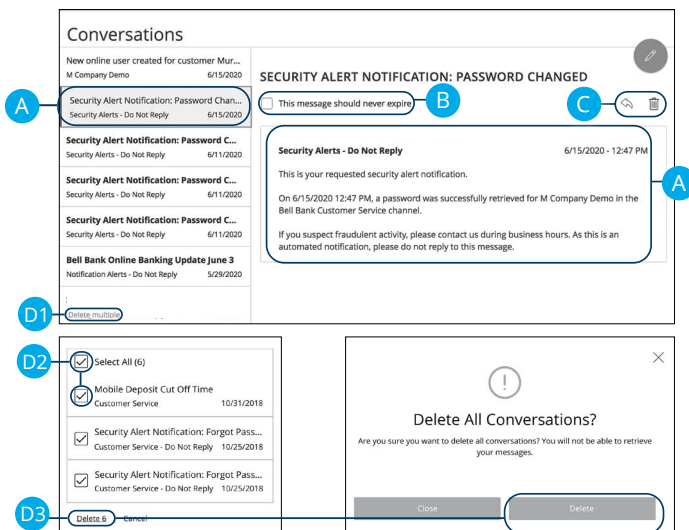 Conversations
New online user created for customer Mur...
M Company Demo 6/15/2020
Security Alert Notification: Password Chan...
Security Alerts - Do Not Reply 6/15/2020
Security Alert Notification: Password C...
Security Alerts - Do Not Reply 6/11/2020
Security Alert Notification: Password C...
Security Alerts - Do Not Reply 6/11/2020
Security Alert Notification: Password C...
Security Alerts - Do Not Reply 6/11/2020
Bell Bank Online Banking Update June 3
Notification Alerts - Do Not Reply 5/29/2020
Delete multiple
A
D1
SECURITY ALERT NOTIFICATION: PASSWORD CHANGED
This message should never expire
B
C
Security Alerts - Do Not Reply 6/15/2020 - 12:47 PM
This is your requested security alert notification.
On 6/15/2020 12:47 PM, a password was successfully retrieved for M Company Demo in the
Bell Bank Customer Service channel.
If you suspect fraudulent activity, please contact us during business hours. As this is an
automated notification, please do not reply to this message.
A
D2
Select All (6)
Mobile Deposit Cut Off Time
Customer Service 10/31/2018
Security Alert Notification: Forgot Pass...
Customer Service - Do Not Reply 10/25/2018
Security Alert Notification: Forgot Pass...
Customer Service - Do Not Reply 10/25/2018
D3
Delete 6 Cancel
Delete All Conversations?
Are you sure you want to delete all conversations? You will not be able to retrieve
your messages.
Close Delete